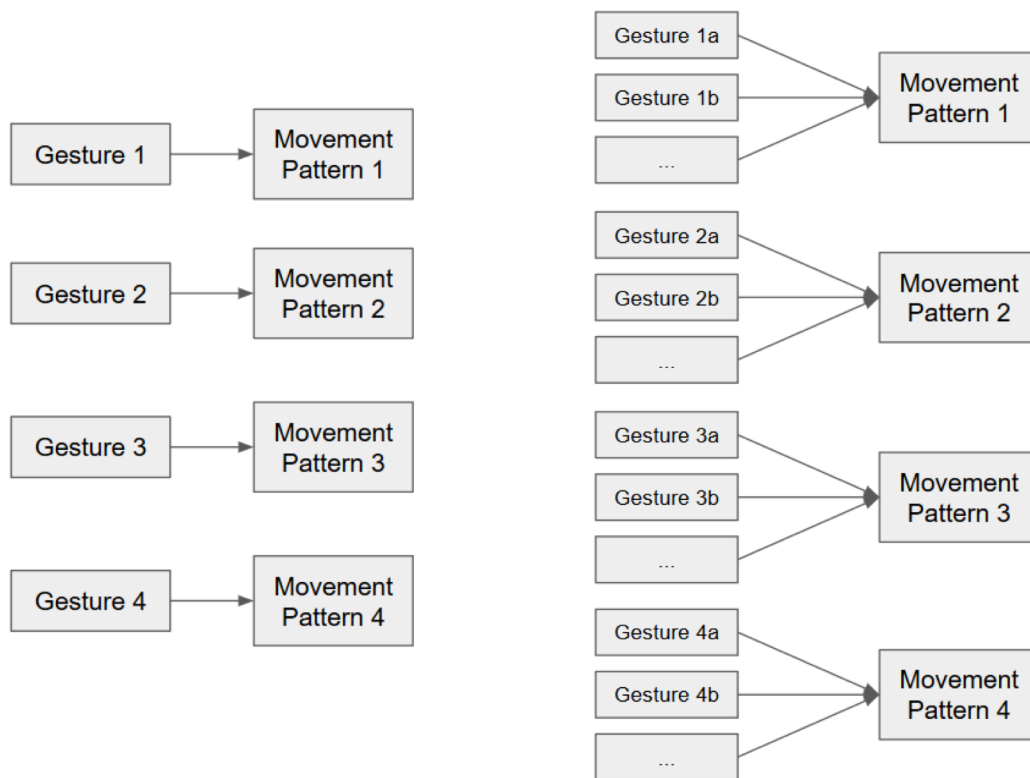 Gesture 1
Movement
Pattern 1
Gesture 2
Movement
Pattern 2
Gesture 3
Movement
Pattern 3
Gesture 4
Movement
Pattern 4
Gesture 1a
Gesture 1b
...
Movement
Pattern 1
Gesture 2a
Gesture 2b
...
Movement
Pattern 2
Gesture 3a
Gesture 3b
...
Movement
Pattern 3
Gesture 4a
Gesture 4b
...
Movement
Pattern 4